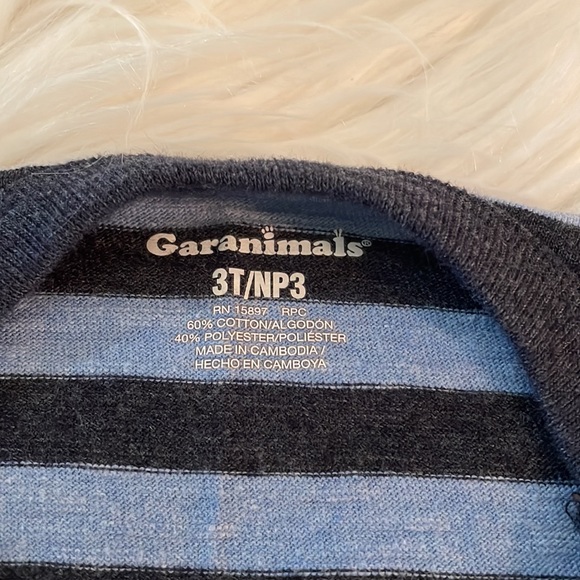 Garanimals®
3T/NP3
RN 15897 RPC
60% COTTON/ALGODÓN
40% POLYESTER/POLIÉSTER
MADE IN CAMBODIA/
HECHO EN CAMBOYA